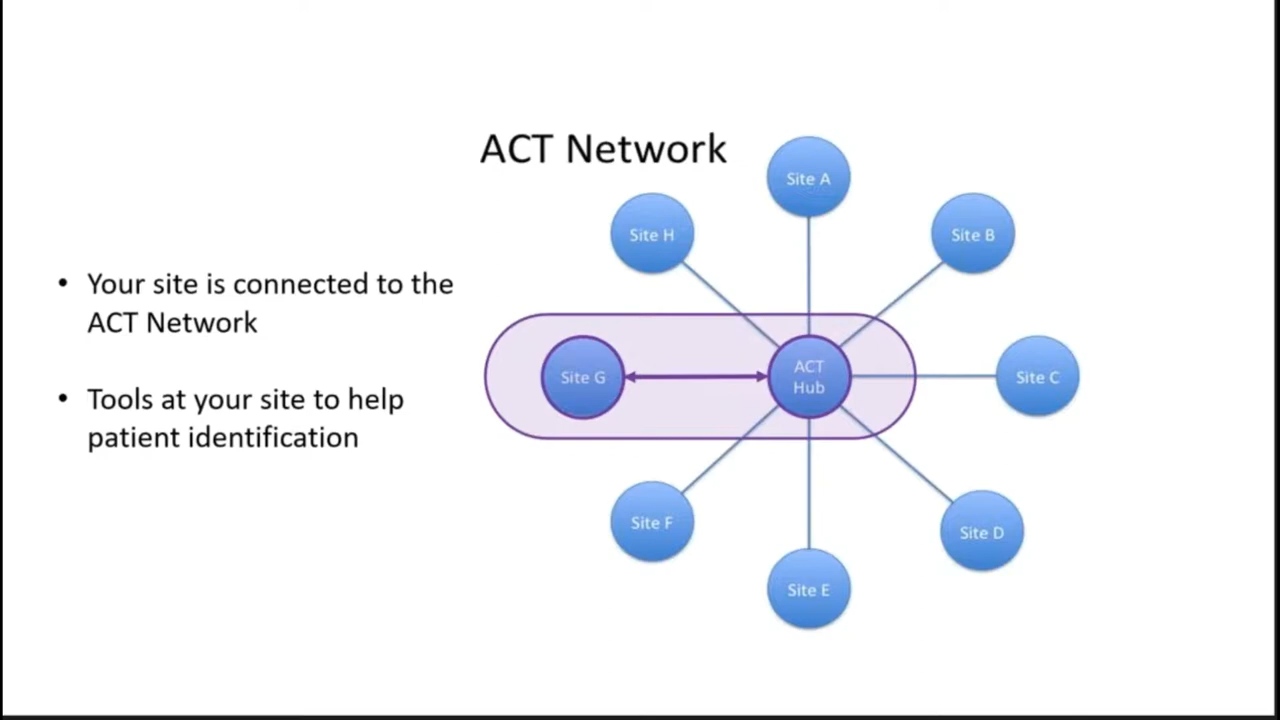 ACT Network
• Your site is connected to the
ACT Network
• Tools at your site to help
patient identification
Site A
Site H
Site B
Site G
ACT
Hub
Site C
Site F
Site D
Site E